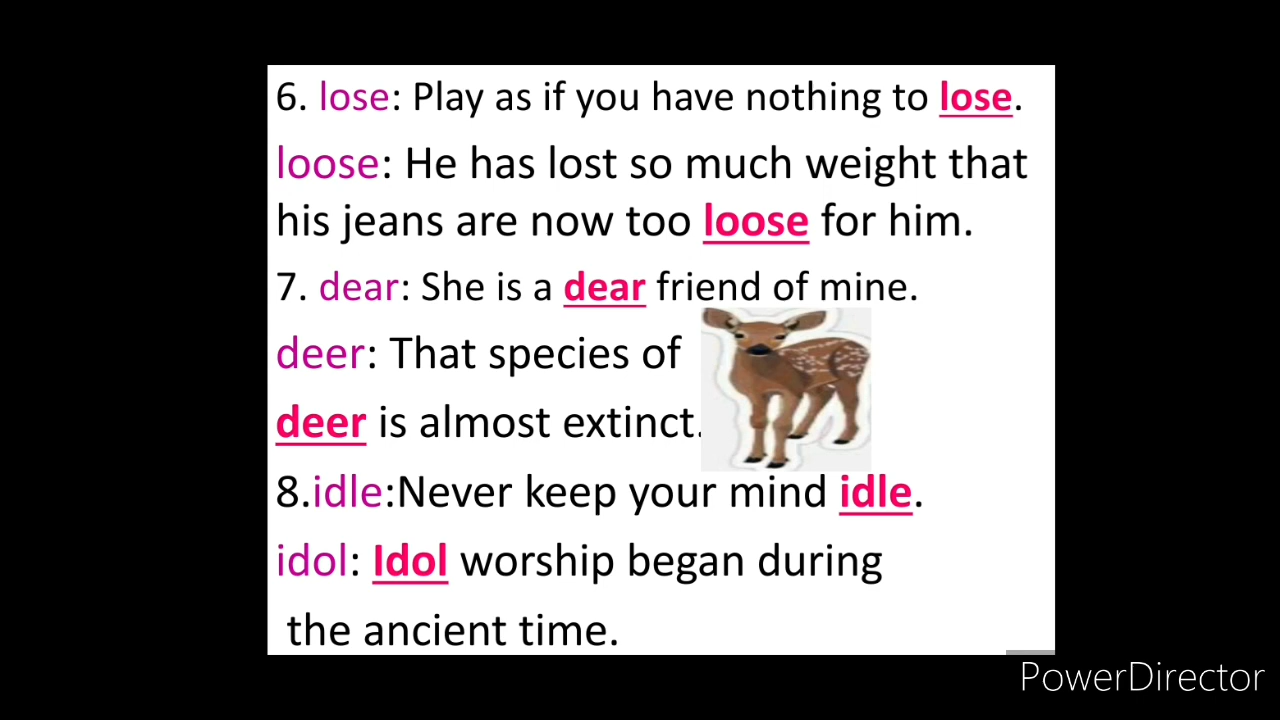 6. lose: Play as if you have nothing to lose.
loose: He has lost so much weight that
his jeans are now too loose for him.
7. dear: She is a dear friend of mine.
deer: That species of
deer is almost extinct.
8.idle:Never keep your mind idle.
idol: Idol worship began during
the ancient time.
PowerDirector